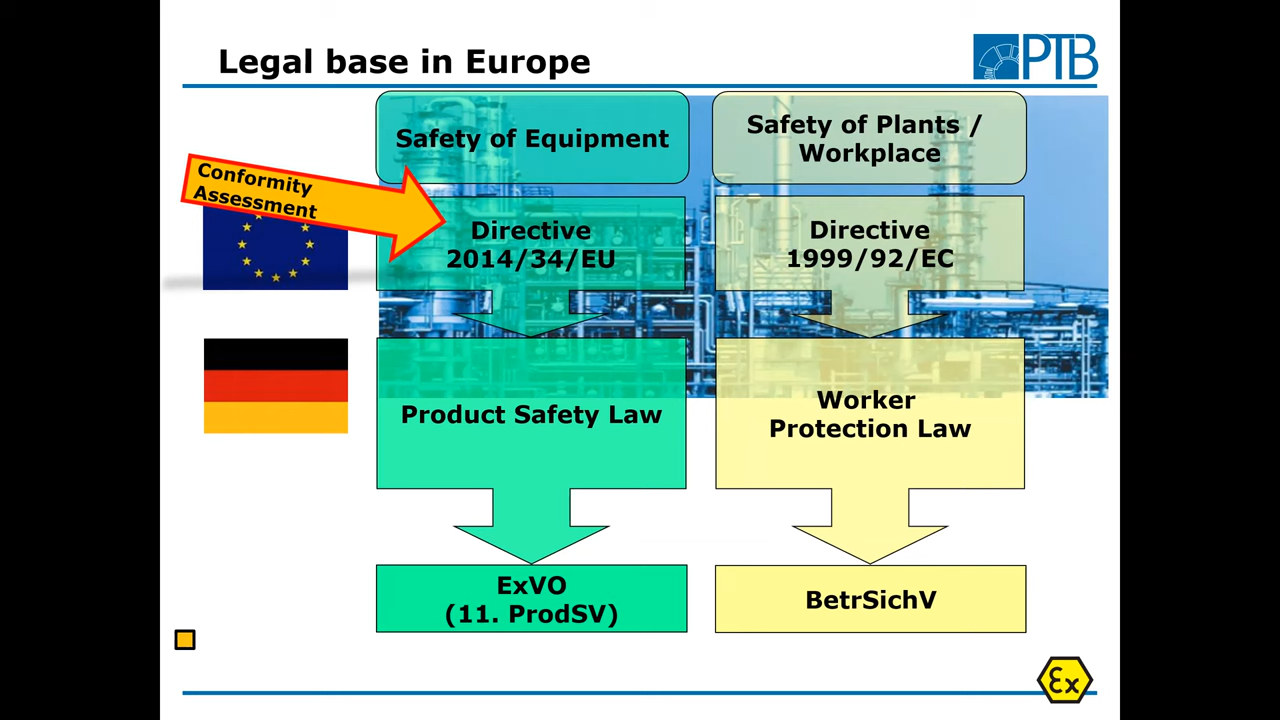 Legal base in Europe
PTB
Safety of Equipment
Safety of Plants /
Workplace
Conformity
Assessment
Directive
2014/34/EU
Directive
1999/92/EC
Product Safety Law
Worker
Protection Law
ExVO
(11. ProdSV)
BetrSichV
Ex